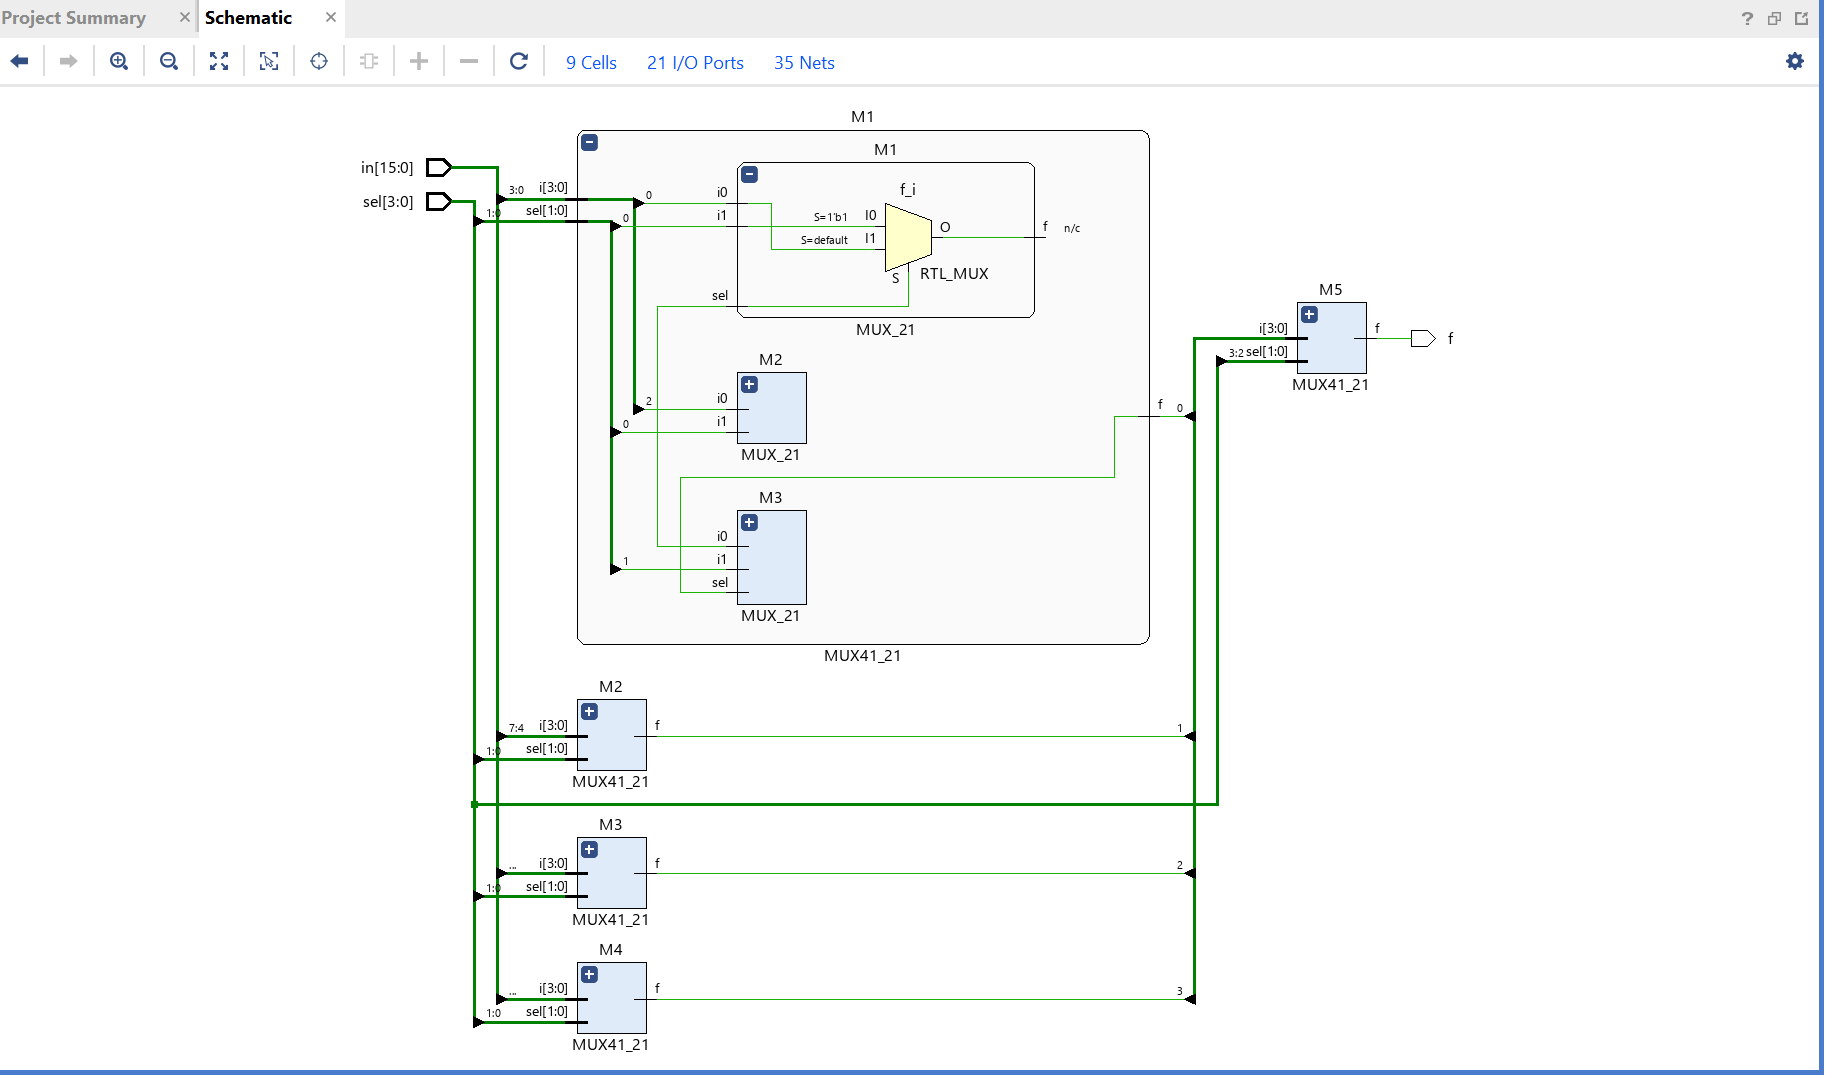 Project Summary
Schematic
9 Cells 21 I/O Ports 35 Nets
M1
in[15:0]
sel[3:0]
3:0 i[3:0]
1:0 sel[1:0]
0
0
M1
i0
i1
sel
f_i
S=1'b1 I0
S=default I1
O
S
RTL_MUX
f n/c
MUX_21
M2
2 i0
0 i1
MUX_21
M3
i0
1 i1
sel
MUX_21
f 0
MUX41_21
M5
i[3:0]
3:2 sel[1:0]
f
f
MUX41_21
M2
7:4 i[3:0]
1:0 sel[1:0]
f
1
MUX41_21
M3
... i[3:0]
1:0 sel[1:0]
f
2
MUX41_21
M4
... i[3:0]
1:0 sel[1:0]
f
3
MUX41_21